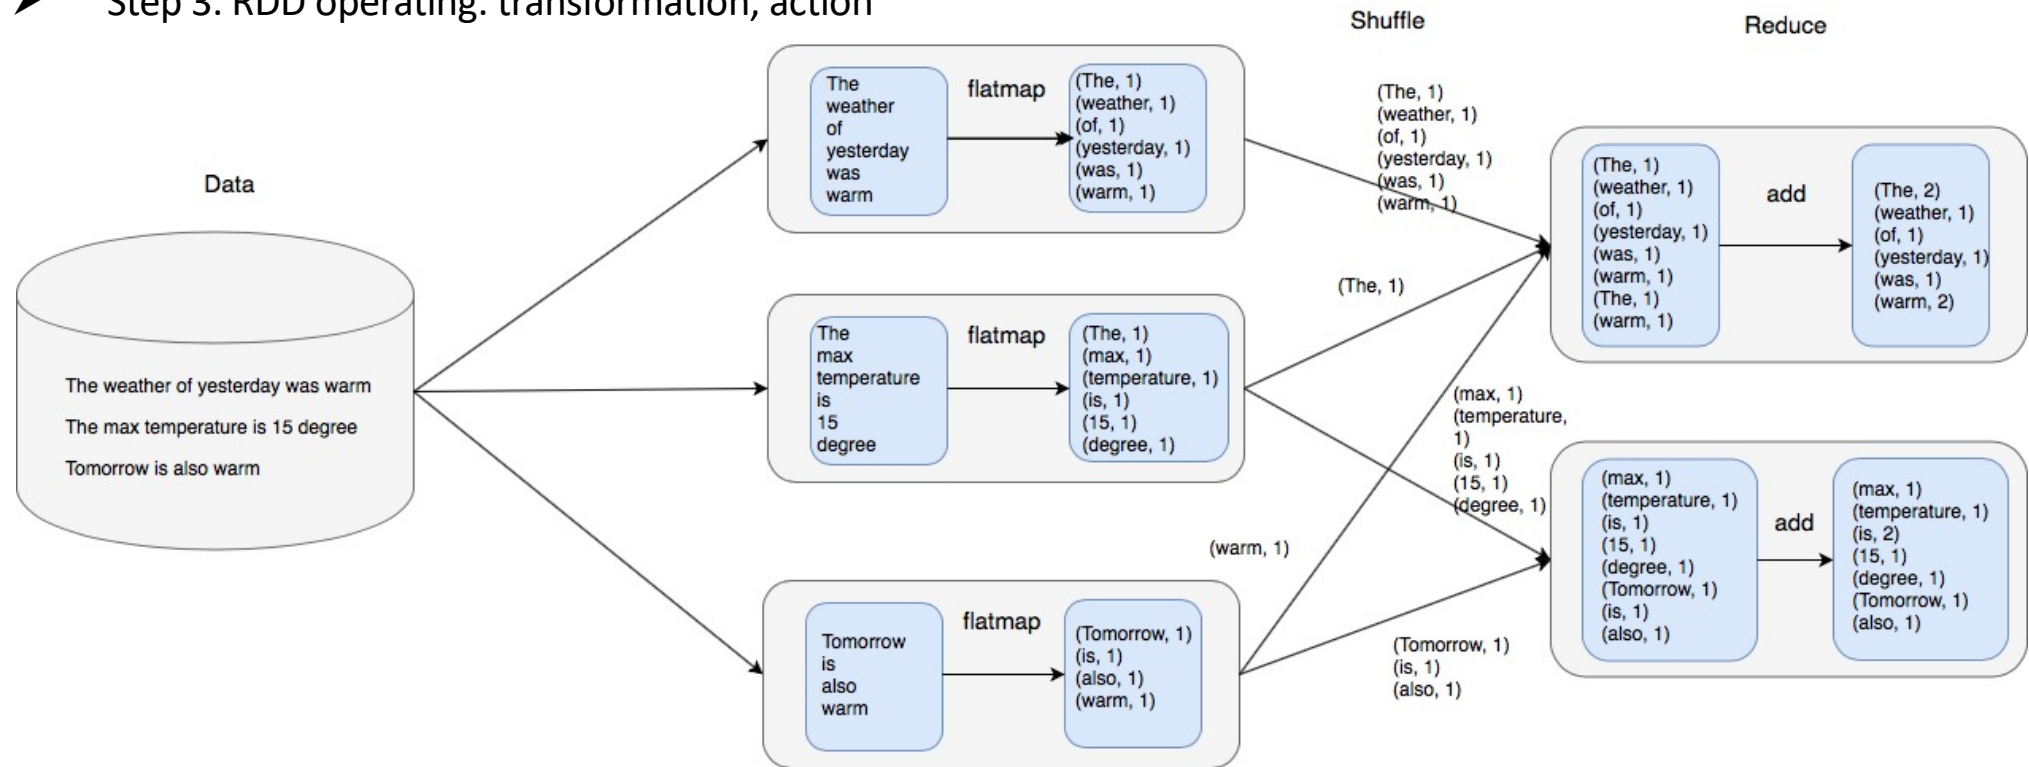 Step 3: RDD operating: transformation, action
Data
The weather of yesterday was warm
The max temperature is 15 degree
Tomorrow is also warm
The
weather
of
yesterday
was
warm
flatmap
(The, 1)
(weather, 1)
(of, 1)
(yesterday, 1)
(was, 1)
(warm, 1)
The
max
temperature
is
15
degree
flatmap
(The, 1)
(max, 1)
(temperature, 1)
(is, 1)
(15, 1)
(degree, 1)
Tomorrow
is
also
warm
flatmap
(Tomorrow, 1)
(is, 1)
(also, 1)
(warm, 1)
Shuffle
(The, 1)
(weather, 1)
(of, 1)
(yesterday, 1)
(was, 1)
(warm, 1)
(The, 1)
(max, 1)
(temperature,
1)
(is, 1)
(15, 1)
(degree, 1)
(warm, 1)
(Tomorrow, 1)
(is, 1)
(also, 1)
Reduce
(The, 1)
(weather, 1)
(of, 1)
(yesterday, 1)
(was, 1)
(warm, 1)
(The, 1)
(warm, 1)
add
(The, 2)
(weather, 1)
(of, 1)
(yesterday, 1)
(was, 1)
(warm, 2)
(max, 1)
(temperature, 1)
(is, 1)
(15, 1)
(degree, 1)
(Tomorrow, 1)
(is, 1)
(also, 1)
add
(max, 1)
(temperature, 1)
(is, 2)
(15, 1)
(degree, 1)
(Tomorrow, 1)
(also, 1)